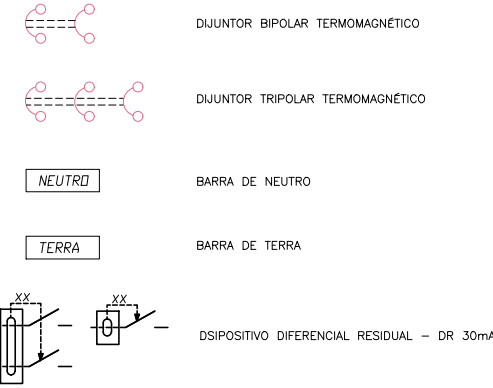 DIJUNTOR BIPOLAR TERMOMAGNÉTICO
DIJUNTOR TRIPOLAR TERMOMAGNÉTICO
NEUTRO BARRA DE NEUTRO
TERRA BARRA DE TERRA
XX XX
DSIPOSITIVO DIFERENCIAL RESIDUAL – DR 30mA